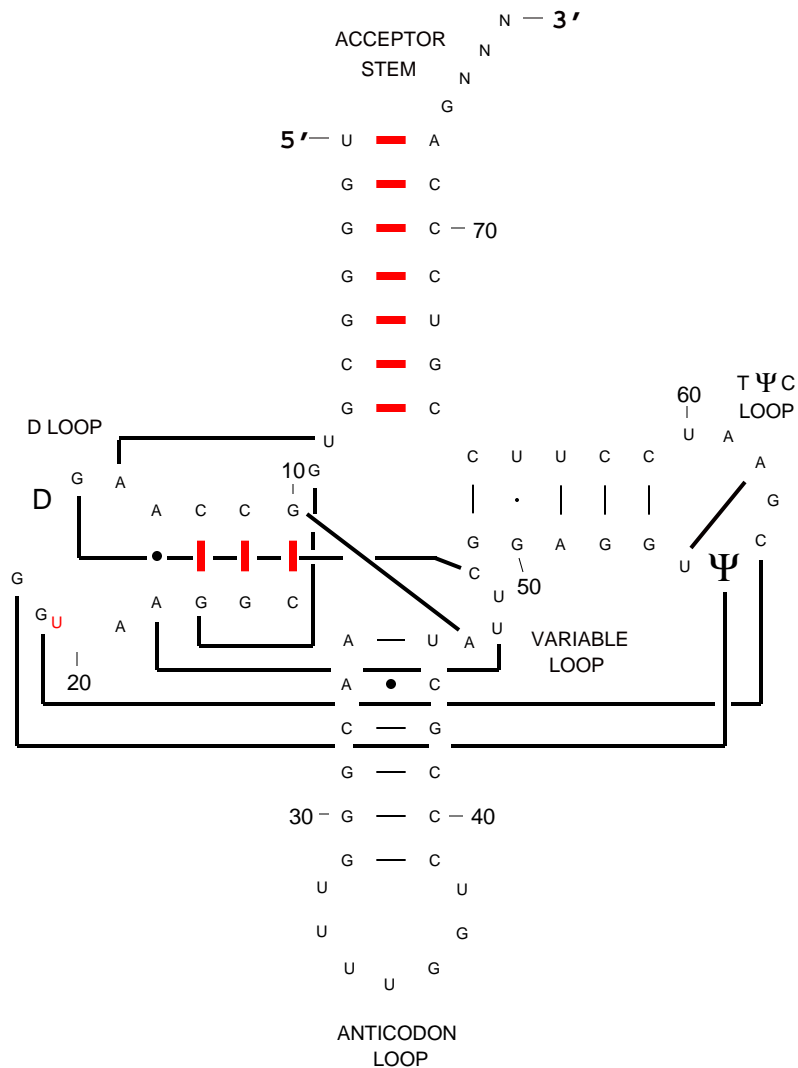 N — 3′
ACCEPTOR
STEM
N
N
G
5′ — U A
G C
G C — 70
G C
G U
C G
G C
U
D LOOP
D G A
A C C G
10
G
G
G U
20
A A G G C
C U U C C
U A A G C
60
T Ψ C
LOOP
G G A G G U Ψ
50
C U U A
VARIABLE
LOOP
A U
A C
C G
G C
30 — G C — 40
G C
U U
U G
U G
U
ANTICODON
LOOP